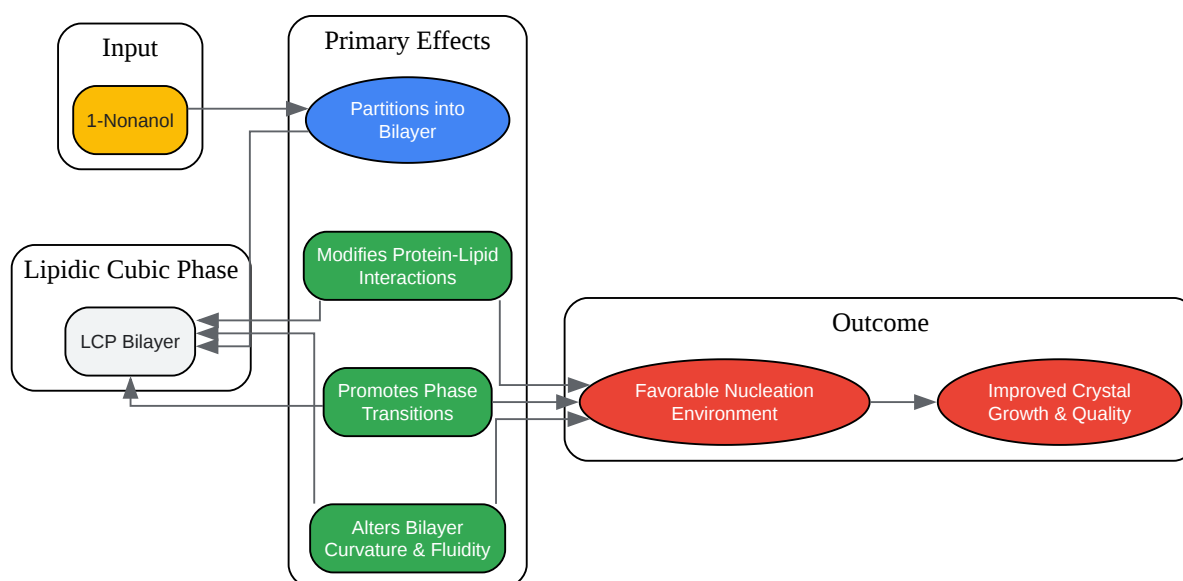 Input
1-Nonanol
Primary Effects
Partitions into
Bilayer
Modifies Protein-Lipid
Interactions
Promotes Phase
Transitions
Alters Bilayer
Curvature & Fluidity
Lipidic Cubic Phase
LCP Bilayer
Outcome
Favorable Nucleation
Environment
Improved Crystal
Growth & Quality